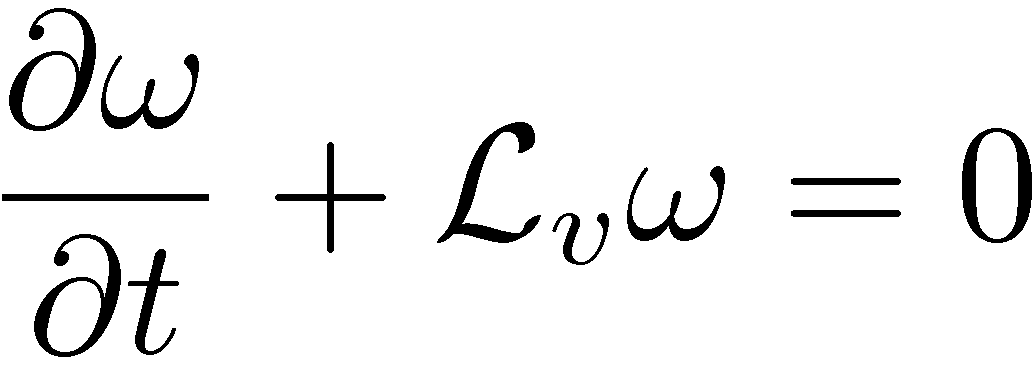 ∂ω/∂t + ℒ_v ω = 0